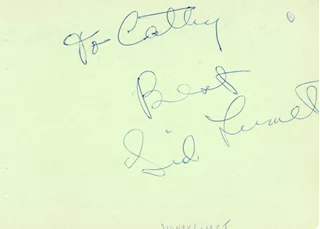 To Cathy
Best
Sid Lumet